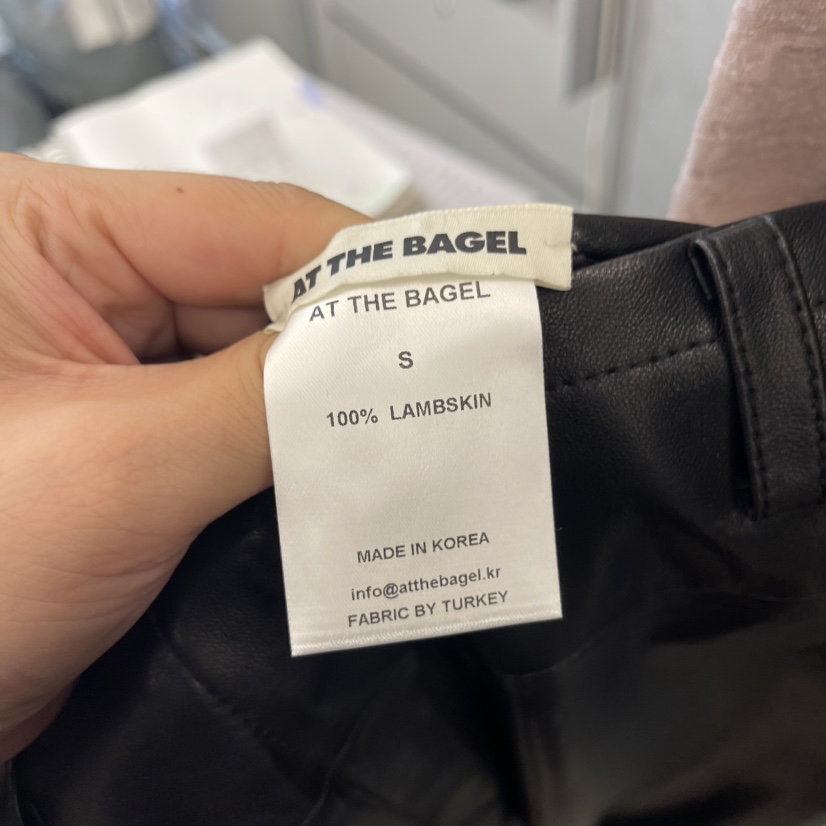 AT THE BAGEL
AT THE BAGEL
S
100% LAMBSKIN
MADE IN KOREA
info@atthebagel.kr
FABRIC BY TURKEY